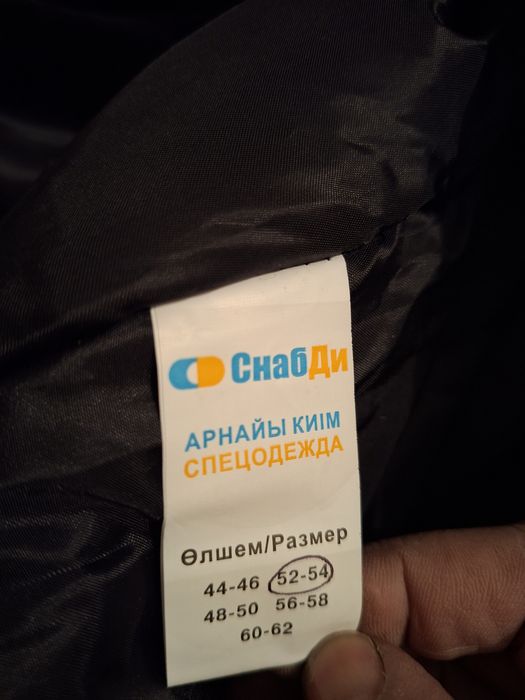 СнабДи
АРНАЙЫ КИІМ
СПЕЦОДЕЖДА
Өлшем/Размер
44-46 52-54
48-50 56-58
60-62